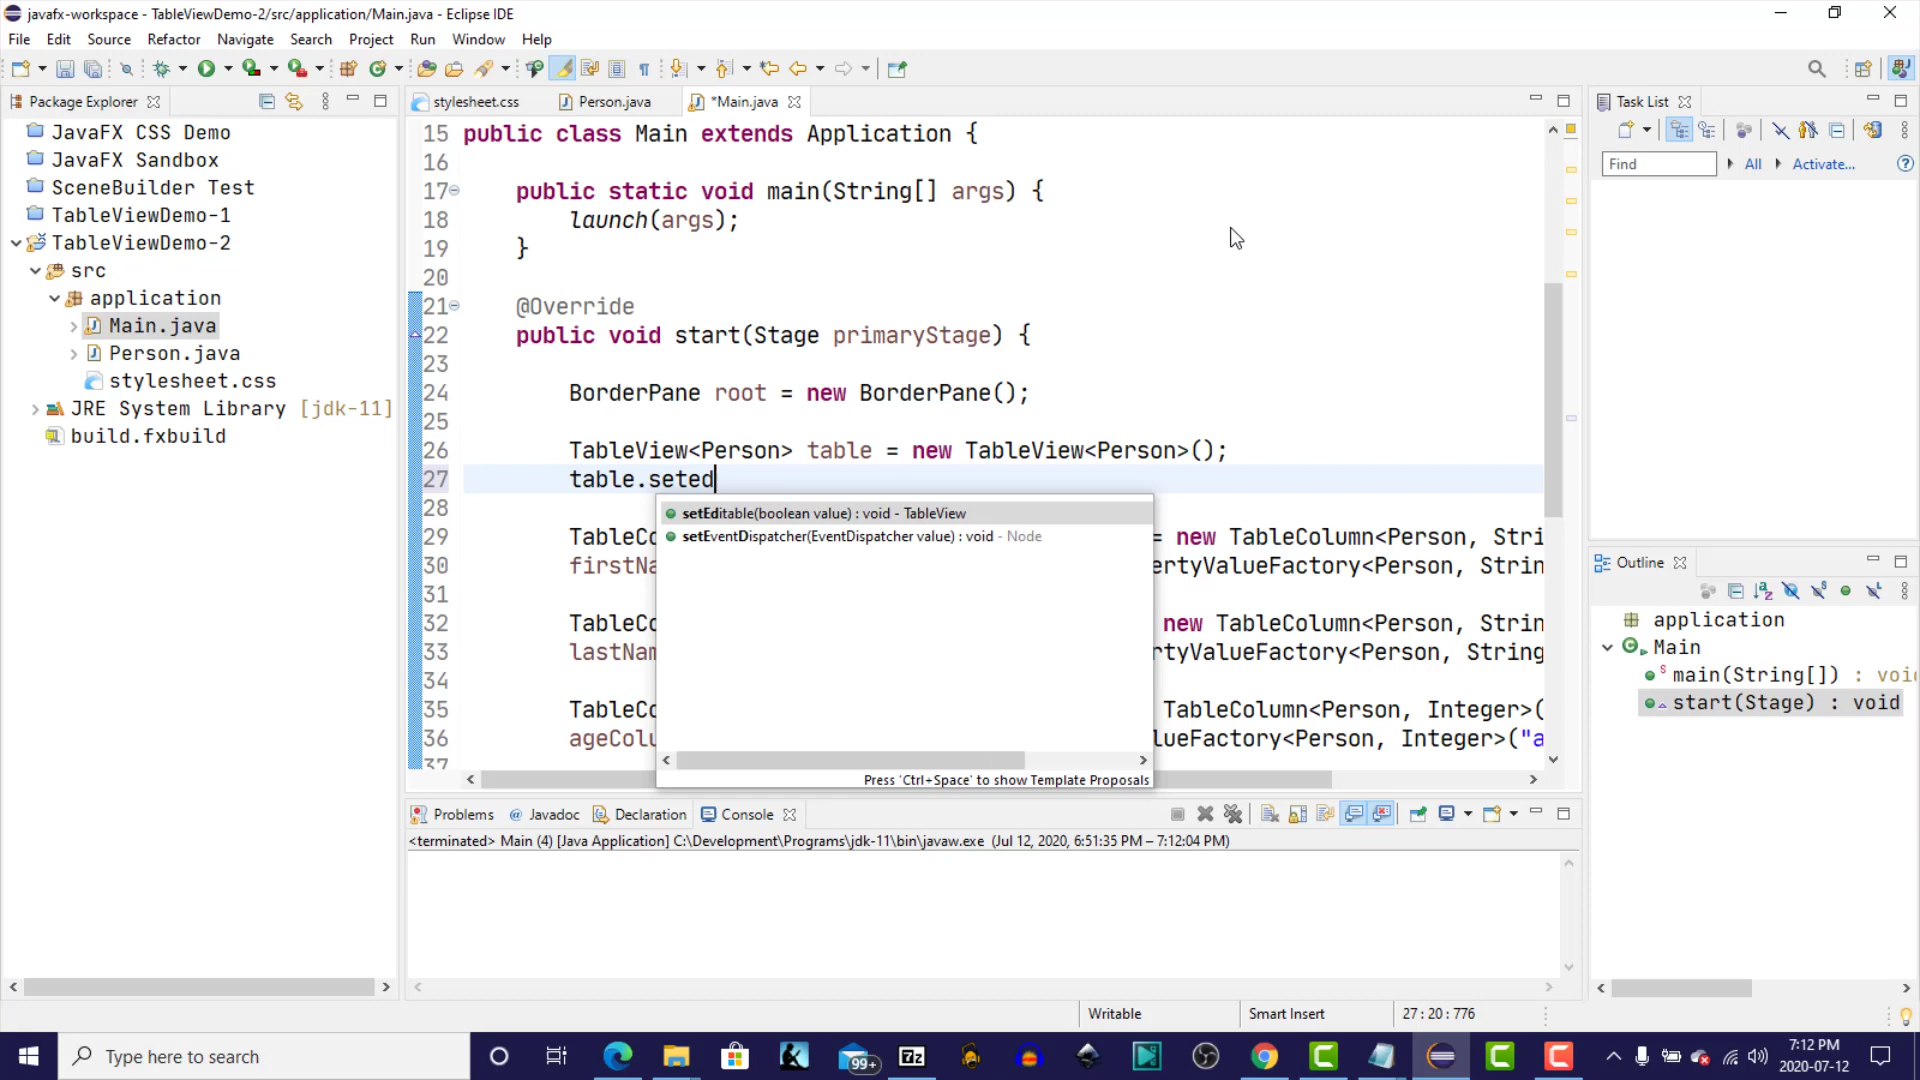 javafx-workspace - TableViewDemo-2/src/application/Main.java - Eclipse IDE
File Edit Source Refactor Navigate Search Project Run Window Help
Package Explorer
JavaFX CSS Demo
JavaFX Sandbox
SceneBuilder Test
TableViewDemo-1
TableViewDemo-2
src
application
Main.java
Person.java
stylesheet.css
JRE System Library [jdk-11]
build.fxbuild
stylesheet.css Person.java *Main.java
15 public class Main extends Application {
16
17 public static void main(String[] args) {
18 launch(args);
19 }
20
21 @Override
22 public void start(Stage primaryStage) {
23
24 BorderPane root = new BorderPane();
25
26 TableView<Person> table = new TableView<Person>();
27 table.seted
28
29 TableCo = new TableColumn<Person, Stri
30 firstNa ertyValueFactory<Person, Strin
31
32 TableCo new TableColumn<Person, Strin
33 lastNam rtyValueFactory<Person, String
34
35 TableCo TableColumn<Person, Integer>(
36 ageColu lueFactory<Person, Integer>("a
37
setEditable(boolean value) : void - TableView
setEventDispatcher(EventDispatcher value) : void - Node
Press 'Ctrl+Space' to show Template Proposals
Task List
Find All Activate...
Outline
application
Main
main(String[]) : voi
start(Stage) : void
Problems @ Javadoc Declaration Console
<terminated> Main (4) [Java Application] C:\Development\Programs\jdk-11\bin\javaw.exe (Jul 12, 2020, 6:51:35 PM – 7:12:04 PM)
Writable Smart Insert 27 : 20 : 776
Type here to search
99+
7z
7:12 PM
2020-07-12